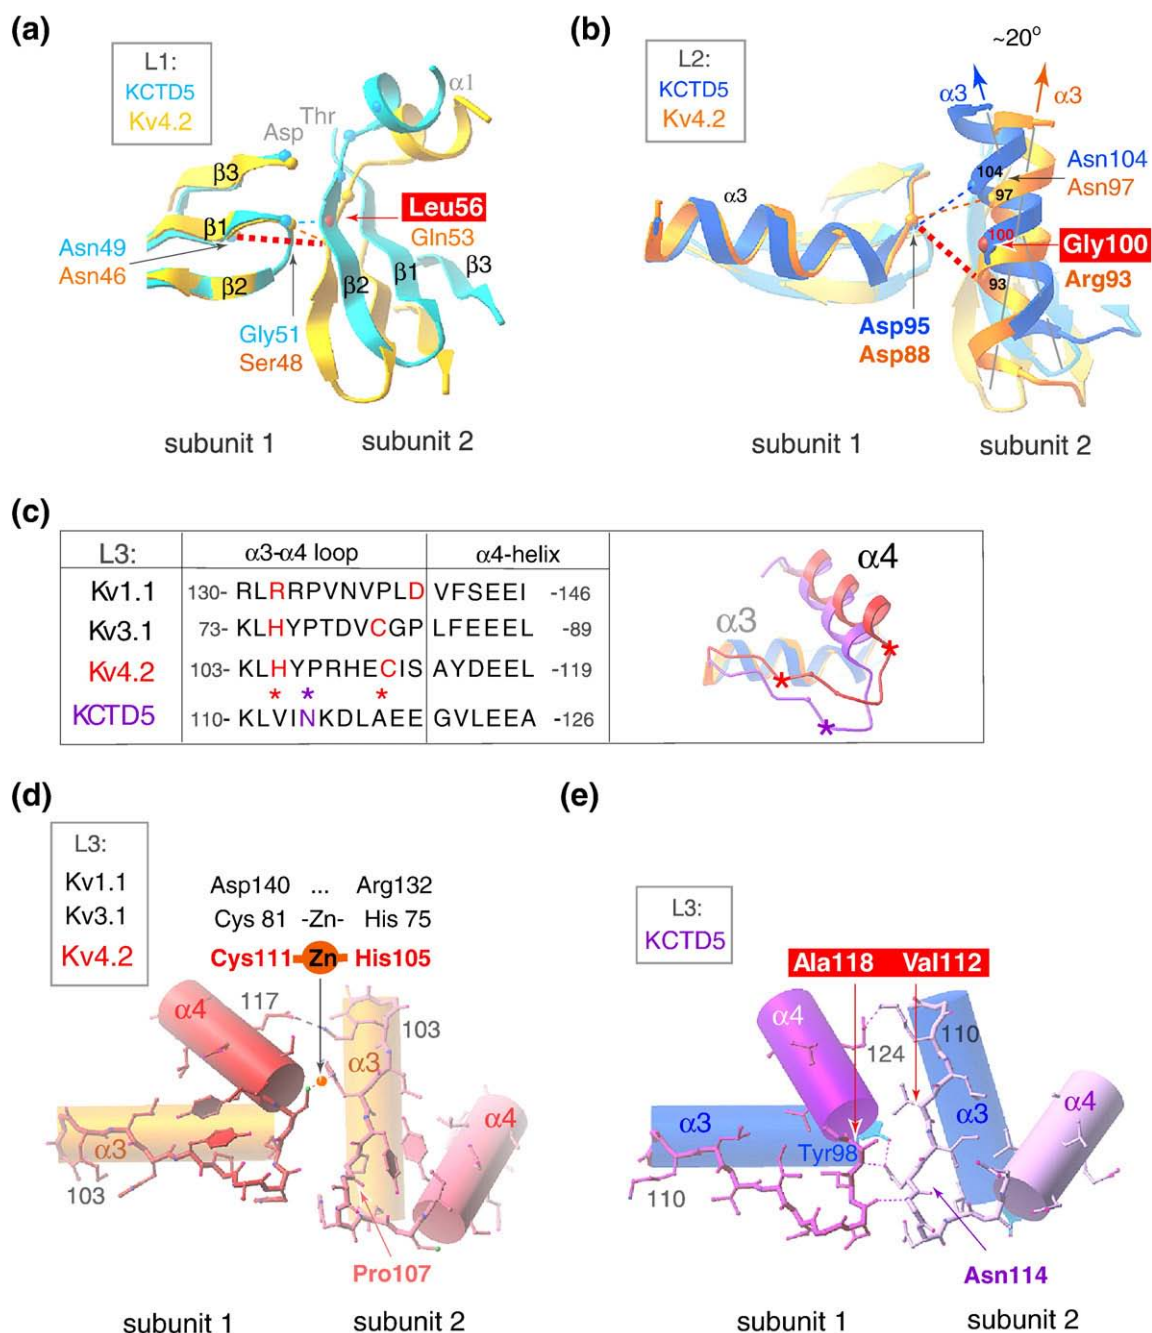 (a)
L1:
KCTD5
Kv4.2
Asp
Thr
α1
β3
β1
Leu56
Gln53
Asn49
Asn46
β2
β2
β1
β3
Gly51
Ser48
subunit 1
subunit 2
(b)
L2:
KCTD5
Kv4.2
~20°
α3
α3
α3
104
97
Asn104
Asn97
100
Gly100
93
Arg93
Asp95
Asp88
subunit 1
subunit 2
(c)
L3: α3-α4 loop α4-helix
Kv1.1 130- RLRRPVNVPLD VFSEEI -146
Kv3.1 73- KLHYPTDVCGP LFEEEL -89
Kv4.2 103- KLHYPRHECIS AYDEEL -119
* * *
KCTD5 110- KLVINKDLAEE GVLEEA -126
α4
α3
*
*
*
(d)
L3:
Kv1.1 Asp140 ... Arg132
Kv3.1 Cys 81 -Zn- His 75
Kv4.2 Cys111 Zn His105
α4
117
103
α3
α3
α4
103
Pro107
subunit 1
subunit 2
(e)
L3:
KCTD5
Ala118 Val112
α4
124
110
α3
α3
α4
Tyr98
110
Asn114
subunit 1
subunit 2